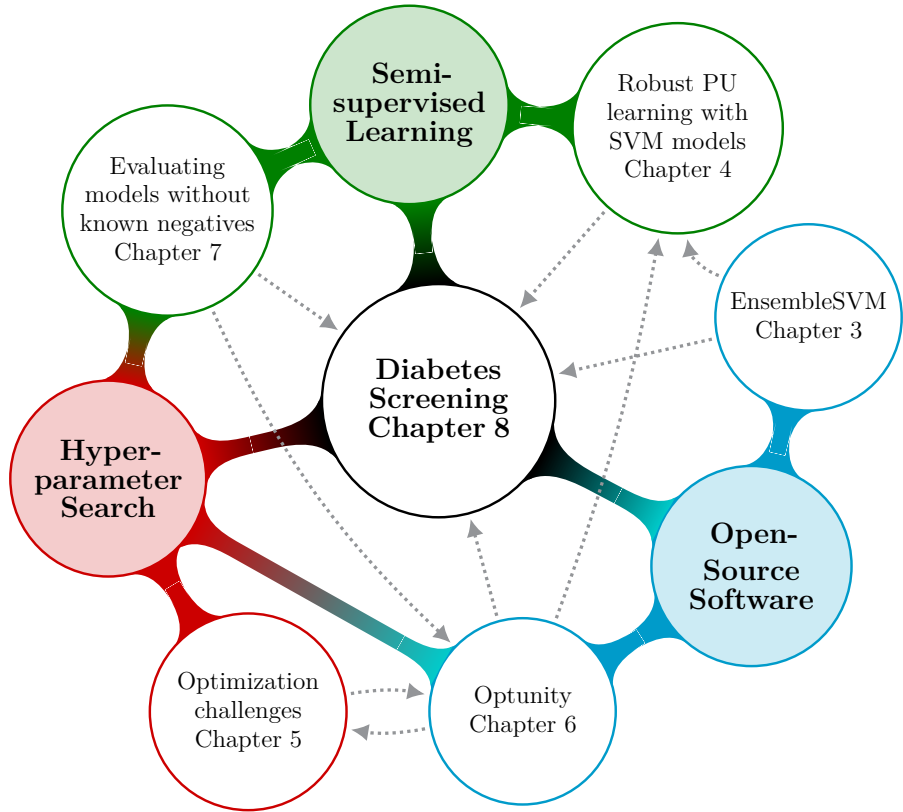 Semi-
supervised
Learning
Robust PU
learning with
SVM models
Chapter 4
Evaluating
models without
known negatives
Chapter 7
EnsembleSVM
Chapter 3
Diabetes
Screening
Chapter 8
Hyper-
parameter
Search
Open-
Source
Software
Optimization
challenges
Chapter 5
Optunity
Chapter 6